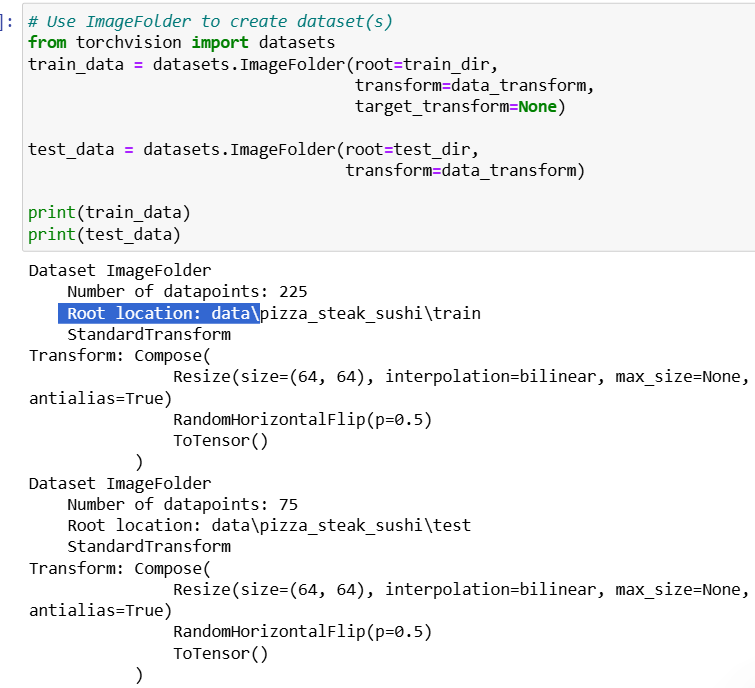 ]: # Use ImageFolder to create dataset(s)
from torchvision import datasets
train_data = datasets.ImageFolder(root=train_dir,
                                  transform=data_transform,
                                  target_transform=None)

test_data = datasets.ImageFolder(root=test_dir,
                                 transform=data_transform)

print(train_data)
print(test_data)

Dataset ImageFolder
    Number of datapoints: 225
    Root location: data\pizza_steak_sushi\train
    StandardTransform
Transform: Compose(
               Resize(size=(64, 64), interpolation=bilinear, max_size=None,
antialias=True)
               RandomHorizontalFlip(p=0.5)
               ToTensor()
           )
Dataset ImageFolder
    Number of datapoints: 75
    Root location: data\pizza_steak_sushi\test
    StandardTransform
Transform: Compose(
               Resize(size=(64, 64), interpolation=bilinear, max_size=None,
antialias=True)
               RandomHorizontalFlip(p=0.5)
               ToTensor()
           )